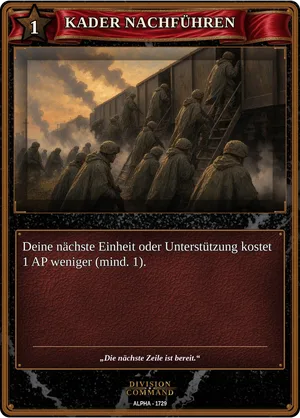 1
KADER NACHFÜHREN
Deine nächste Einheit oder Unterstützung kostet
1 AP weniger (mind. 1).
„Die nächste Zeile ist bereit.“
DIVISION
COMMAND
ALPHA - 1729